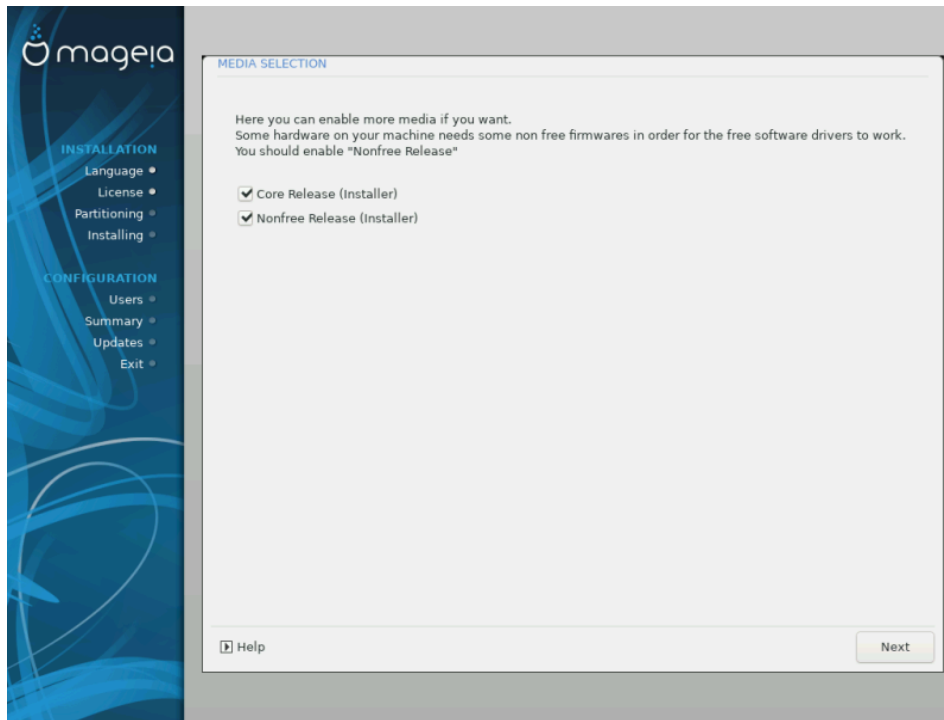 mageia
INSTALLATION
Language
License
Partitioning
Installing
CONFIGURATION
Users
Summary
Updates
Exit
MEDIA SELECTION
Here you can enable more media if you want.
Some hardware on your machine needs some non free firmwares in order for the free software drivers to work.
You should enable "Nonfree Release"
Core Release (Installer)
Nonfree Release (Installer)
Help
Next